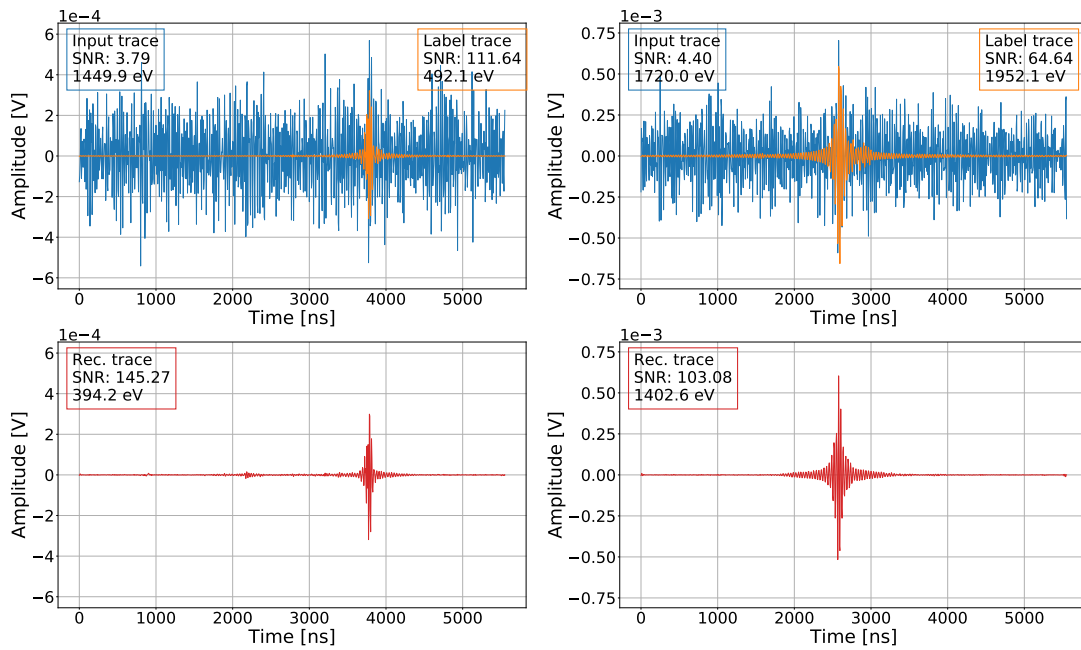 1e−4
Input trace
SNR: 3.79
1449.9 eV
Label trace
SNR: 111.64
492.1 eV
Amplitude [V]
6
4
2
0
−2
−4
−6
0 1000 2000 3000 4000 5000
Time [ns]
1e−3
Input trace
SNR: 4.40
1720.0 eV
Label trace
SNR: 64.64
1952.1 eV
Amplitude [V]
0.75
0.50
0.25
0.00
−0.25
−0.50
−0.75
0 1000 2000 3000 4000 5000
Time [ns]
1e−4
Rec. trace
SNR: 145.27
394.2 eV
Amplitude [V]
6
4
2
0
−2
−4
−6
0 1000 2000 3000 4000 5000
Time [ns]
1e−3
Rec. trace
SNR: 103.08
1402.6 eV
Amplitude [V]
0.75
0.50
0.25
0.00
−0.25
−0.50
−0.75
0 1000 2000 3000 4000 5000
Time [ns]